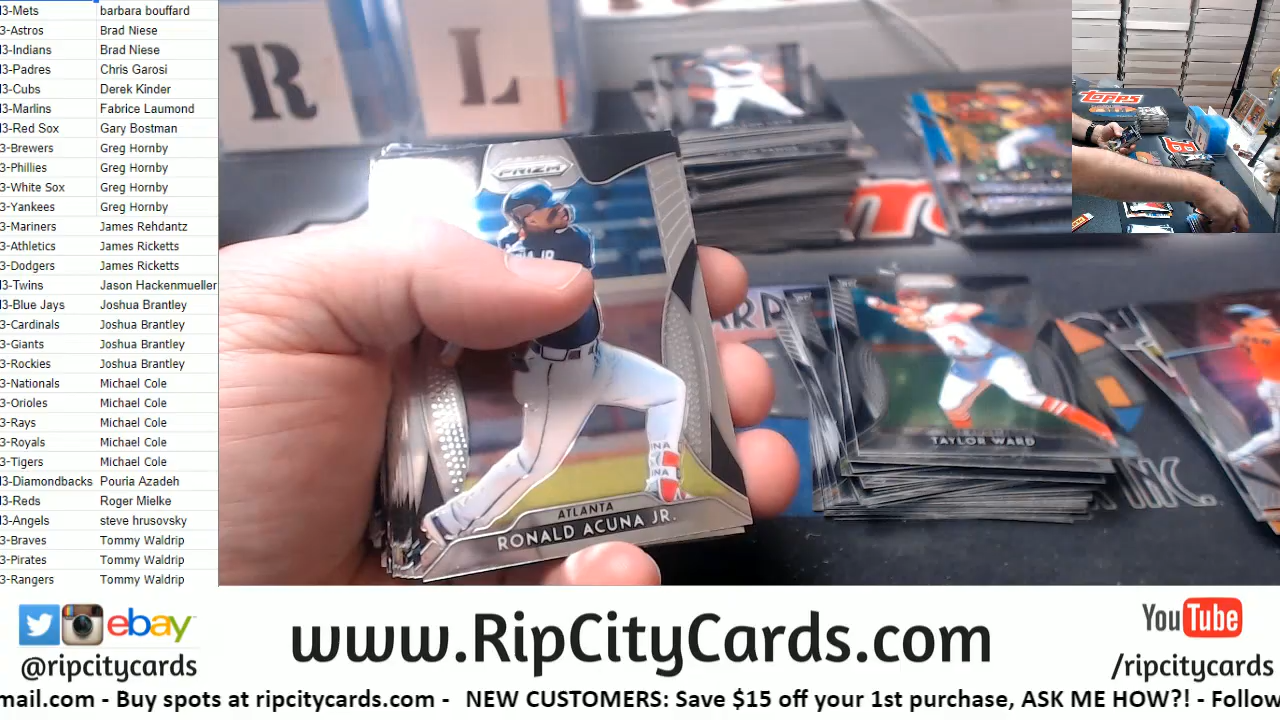 13-Mets barbara bouffard
3-Astros Brad Niese
13-Indians Brad Niese
3-Padres Chris Garosi
3-Cubs Derek Kinder
13-Marlins Fabrice Laumond
3-Red Sox Gary Bostman
3-Brewers Greg Hornby
3-Phillies Greg Hornby
3-White Sox Greg Hornby
3-Yankees Greg Hornby
3-Mariners James Rehdantz
3-Athletics James Ricketts
3-Dodgers James Ricketts
3-Twins Jason Hackenmueller
3-Blue Jays Joshua Brantley
3-Cardinals Joshua Brantley
3-Giants Joshua Brantley
3-Rockies Joshua Brantley
3-Nationals Michael Cole
3-Orioles Michael Cole
3-Rays Michael Cole
3-Royals Michael Cole
3-Tigers Michael Cole
13-Diamondbacks Pouria Azadeh
13-Reds Roger Mielke
13-Angels steve hrusovsky
3-Braves Tommy Waldrip
3-Pirates Tommy Waldrip
3-Rangers Tommy Waldrip
R L
PRIZM
ATLANTA
RONALD ACUNA JR.
TAYLOR WARD
INC.
Topps
ebay
@ripcitycards
www.RipCityCards.com
YouTube
/ripcitycards
mail.com - Buy spots at ripcitycards.com - NEW CUSTOMERS: Save $15 off your 1st purchase, ASK ME HOW?! - Follow